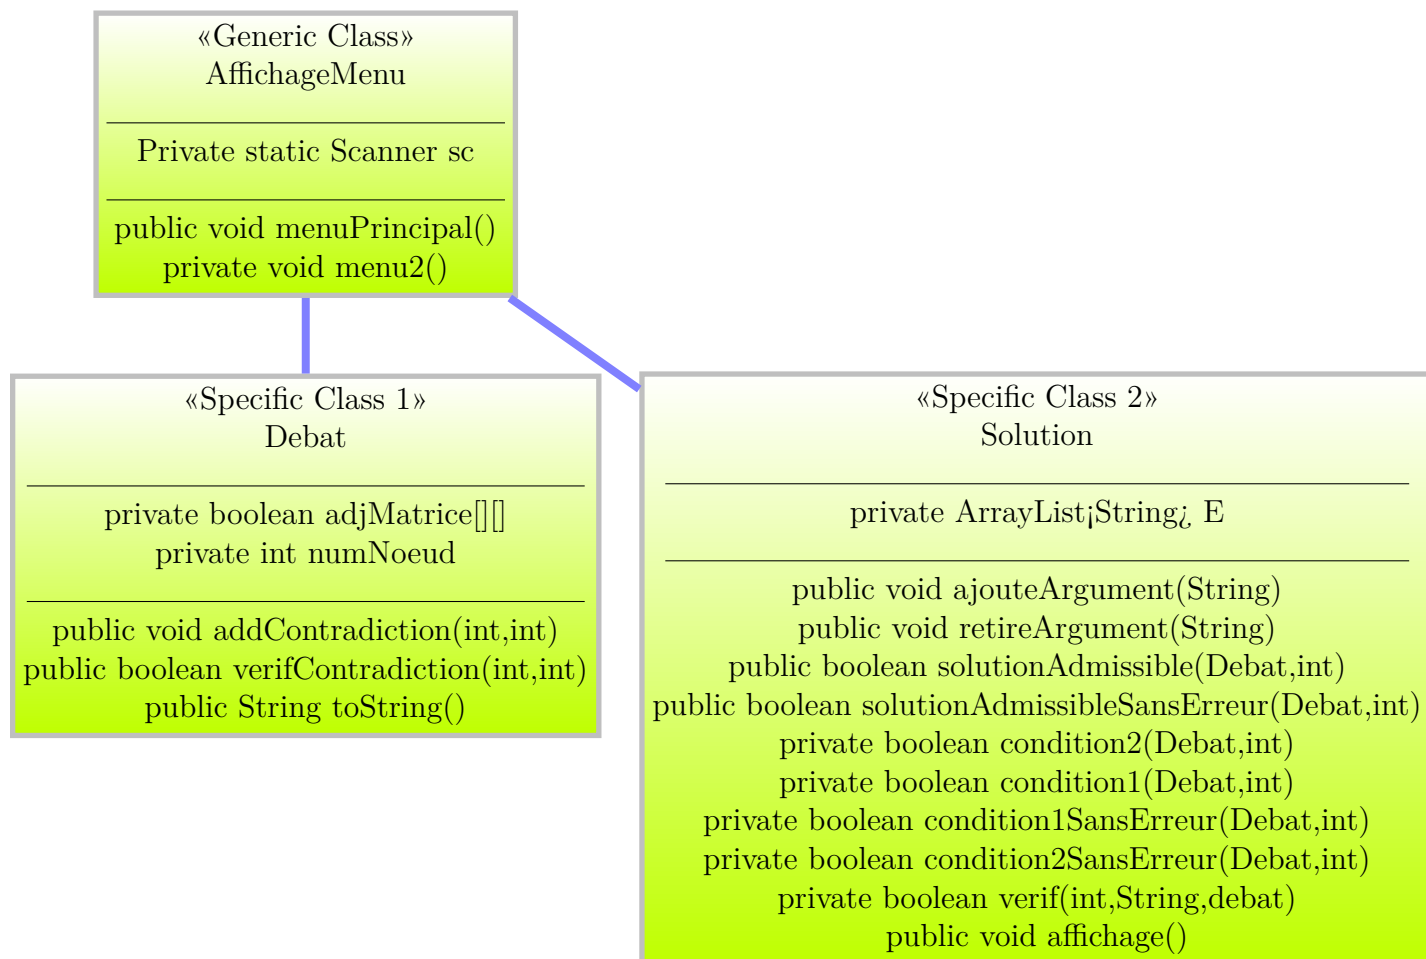 «Generic Class»
AffichageMenu
Private static Scanner sc
public void menuPrincipal()
private void menu2()
«Specific Class 1»
Debat
private boolean adjMatrice[][]
private int numNoeud
public void addContradiction(int,int)
public boolean verifContradiction(int,int)
public String toString()
«Specific Class 2»
Solution
private ArrayList¡String¿ E
public void ajouteArgument(String)
public void retireArgument(String)
public boolean solutionAdmissible(Debat,int)
public boolean solutionAdmissibleSansErreur(Debat,int)
private boolean condition2(Debat,int)
private boolean condition1(Debat,int)
private boolean condition1SansErreur(Debat,int)
private boolean condition2SansErreur(Debat,int)
private boolean verif(int,String,debat)
public void affichage()